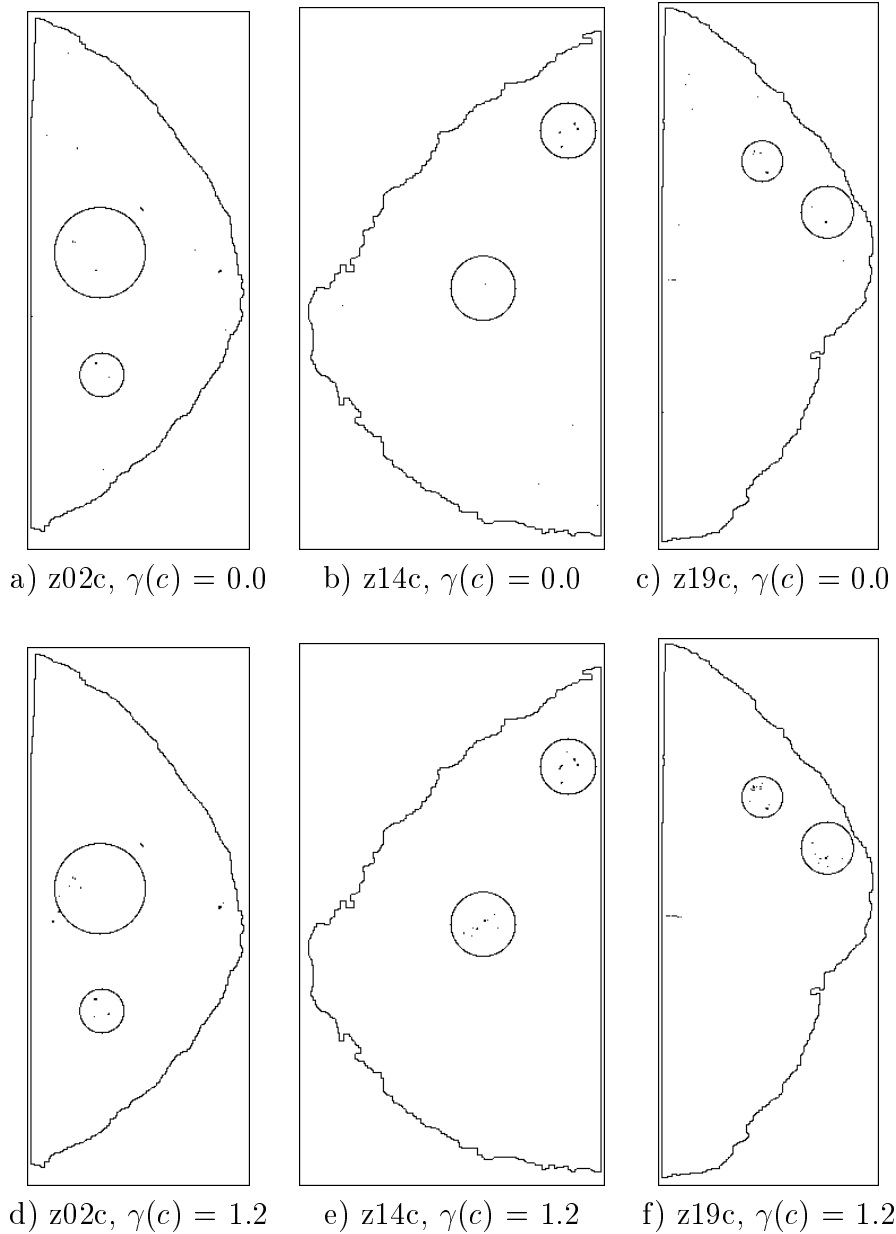 a) z02c, γ(c) = 0.0
b) z14c, γ(c) = 0.0
c) z19c, γ(c) = 0.0
d) z02c, γ(c) = 1.2
e) z14c, γ(c) = 1.2
f) z19c, γ(c) = 1.2